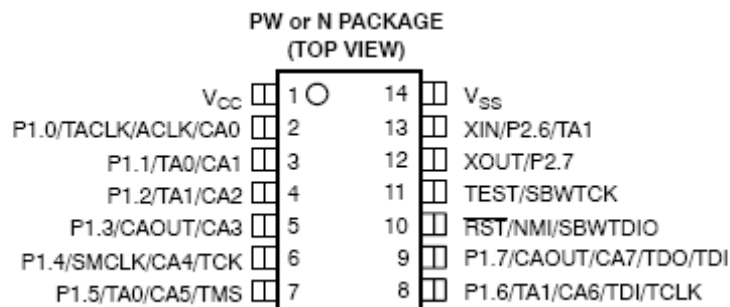 PW or N PACKAGE
(TOP VIEW)
VCC 1 14 VSS
P1.0/TACLK/ACLK/CA0 2 13 XIN/P2.6/TA1
P1.1/TA0/CA1 3 12 XOUT/P2.7
P1.2/TA1/CA2 4 11 TEST/SBWTCK
P1.3/CAOUT/CA3 5 10 RST/NMI/SBWTDIO
P1.4/SMCLK/CA4/TCK 6 9 P1.7/CAOUT/CA7/TDO/TDI
P1.5/TA0/CA5/TMS 7 8 P1.6/TA1/CA6/TDI/TCLK